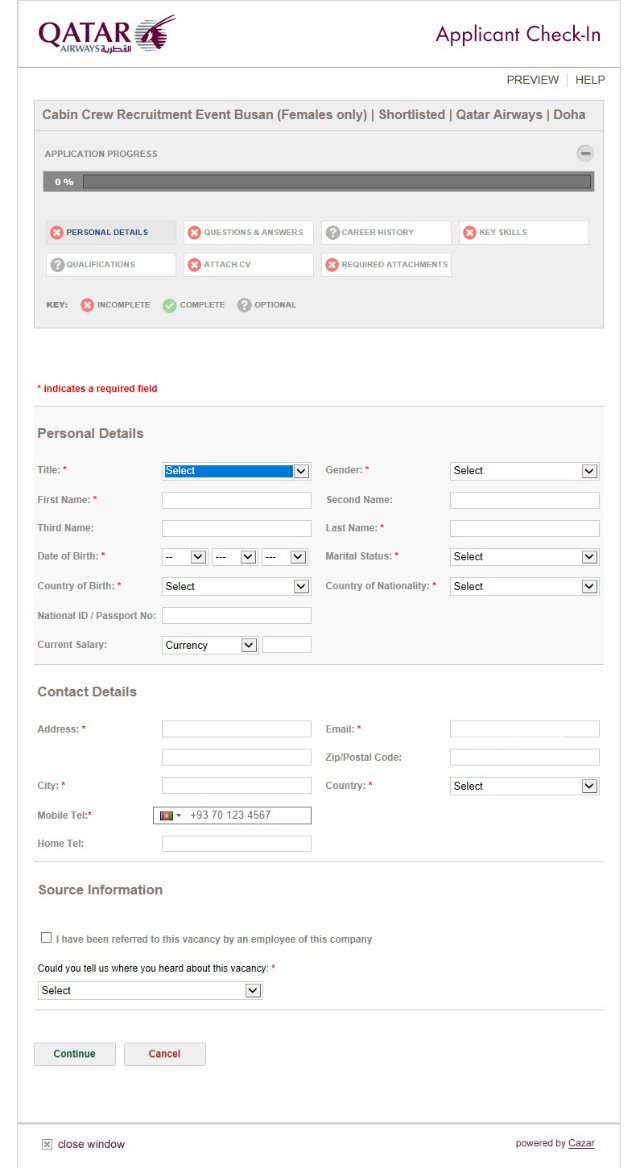 QATAR
AIRWAYS القطرية
Applicant Check-In
PREVIEW HELP
Cabin Crew Recruitment Event Busan (Females only) | Shortlisted | Qatar Airways | Doha
APPLICATION PROGRESS
0 %
PERSONAL DETAILS QUESTIONS & ANSWERS CAREER HISTORY KEY SKILLS
QUALIFICATIONS ATTACH CV REQUIRED ATTACHMENTS
KEY: INCOMPLETE COMPLETE OPTIONAL
* indicates a required field
Personal Details
Title: * Select Gender: * Select
First Name: * Second Name:
Third Name: Last Name: *
Date of Birth: * -- --- --- Marital Status: * Select
Country of Birth: * Select Country of Nationality: * Select
National ID / Passport No:
Current Salary: Currency
Contact Details
Address: * Email: *
Zip/Postal Code:
City: * Country: * Select
Mobile Tel:* +93 70 123 4567
Home Tel:
Source Information
I have been referred to this vacancy by an employee of this company
Could you tell us where you heard about this vacancy: *
Select
Continue Cancel
close window powered by Cazar